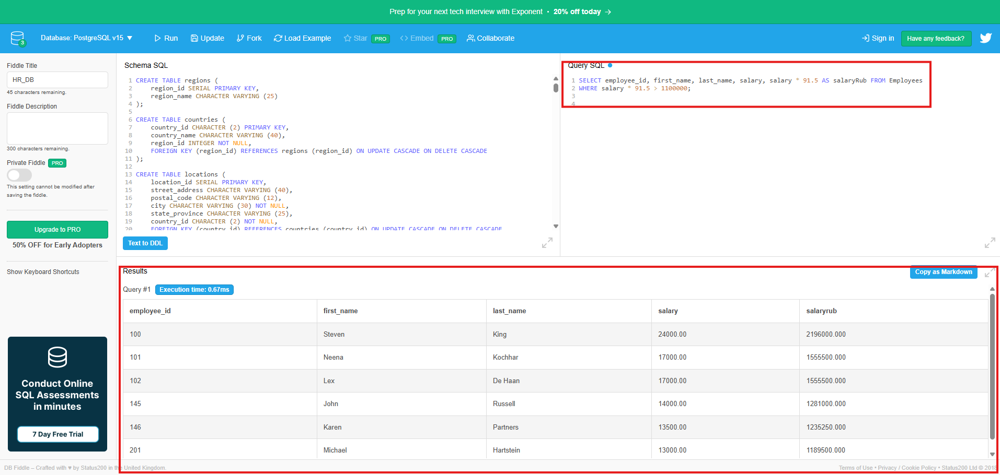 Prep for your next tech interview with Exponent • 20% off today →
3
Database: PostgreSQL v15 ▼
Run
Update
Fork
Load Example
Star PRO
Embed PRO
Collaborate
Sign in
Have any feedback?
Fiddle Title
HR_DB
45 characters remaining.
Fiddle Description
300 characters remaining.
Private Fiddle PRO
This setting cannot be modified after
saving the fiddle.
Upgrade to PRO
50% OFF for Early Adopters
Show Keyboard Shortcuts
Conduct Online
SQL Assessments
in minutes
7 Day Free Trial
Schema SQL
1 CREATE TABLE regions (
2 region_id SERIAL PRIMARY KEY,
3 region_name CHARACTER VARYING (25)
4 );
5
6 CREATE TABLE countries (
7 country_id CHARACTER (2) PRIMARY KEY,
8 country_name CHARACTER VARYING (40),
9 region_id INTEGER NOT NULL,
10 FOREIGN KEY (region_id) REFERENCES regions (region_id) ON UPDATE CASCADE ON DELETE CASCADE
11 );
12
13 CREATE TABLE locations (
14 location_id SERIAL PRIMARY KEY,
15 street_address CHARACTER VARYING (40),
16 postal_code CHARACTER VARYING (12),
17 city CHARACTER VARYING (30) NOT NULL,
18 state_province CHARACTER VARYING (25),
19 country_id CHARACTER (2) NOT NULL,
20 FOREIGN KEY (country_id) REFERENCES countries (country_id) ON UPDATE CASCADE ON DELETE CASCADE
Text to DDL
Query SQL
1 SELECT employee_id, first_name, last_name, salary, salary * 91.5 AS salaryRub FROM Employees
2 WHERE salary * 91.5 > 1100000;
3
4
Results
Copy as Markdown
Query #1 Execution time: 0.67ms
employee_id first_name last_name salary salaryrub
100 Steven King 24000.00 2196000.000
101 Neena Kochhar 17000.00 1555500.000
102 Lex De Haan 17000.00 1555500.000
145 John Russell 14000.00 1281000.000
146 Karen Partners 13500.00 1235250.000
201 Michael Hartstein 13000.00 1189500.000
DB Fiddle – Crafted with ♥ by Status200 in the United Kingdom.
Terms of Use • Privacy / Cookie Policy • Status200 Ltd © 2018